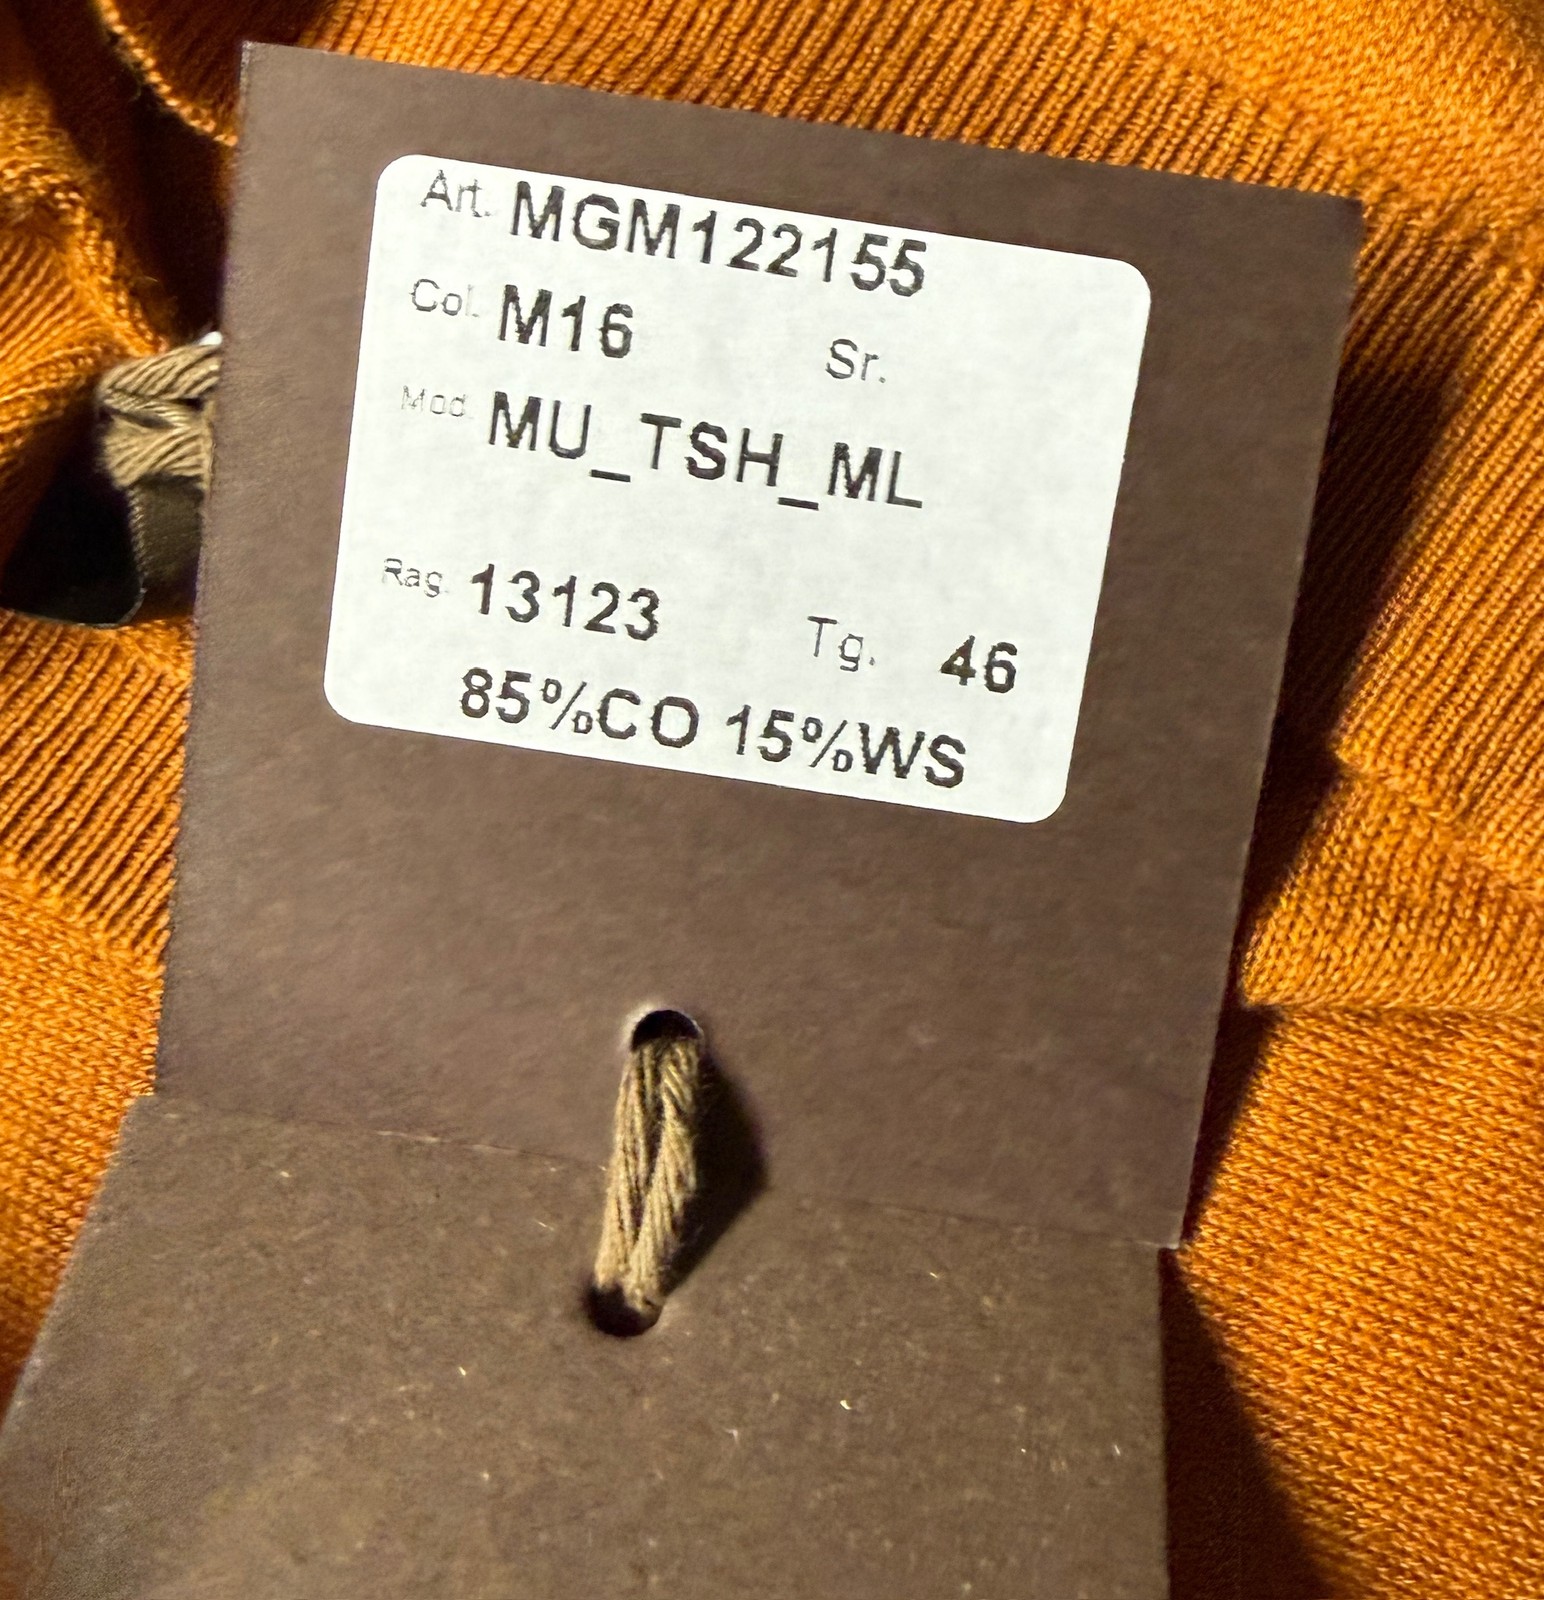 Art. MGM122155
Col. M16 Sr.
Mod. MU_TSH_ML
Rag. 13123 Tg. 46
85%CO 15%WS